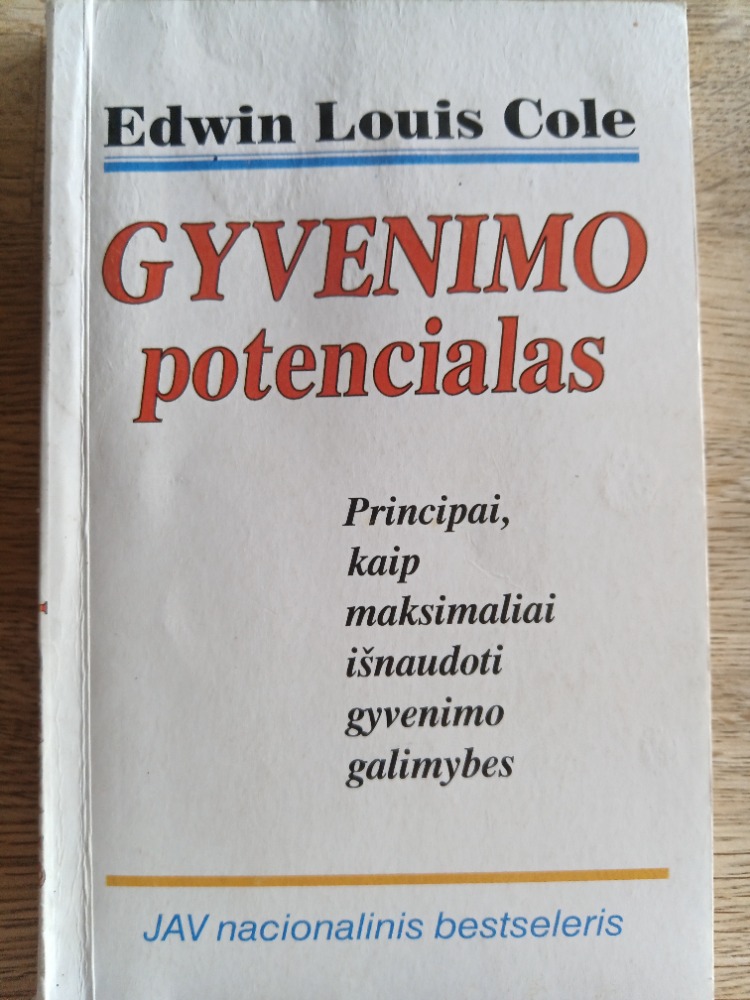 Edwin Louis Cole
GYVENIMO
potencialas
Principai,
kaip
maksimaliai
išnaudoti
gyvenimo
galimybes
JAV nacionalinis bestseleris